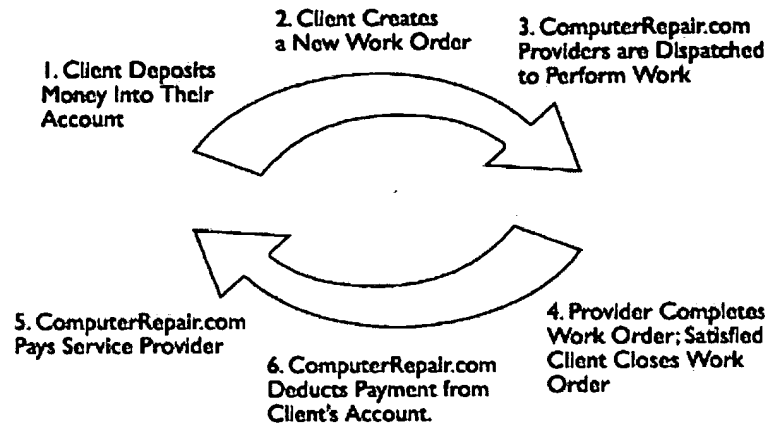 1. Client Deposits
Money Into Their
Account
2. Client Creates
a New Work Order
3. ComputerRepair.com
Providers are Dispatched
to Perform Work
4. Provider Completes
Work Order; Satisfied
Client Closes Work
Order
5. ComputerRepair.com
Pays Service Provider
6. ComputerRepair.com
Deducts Payment from
Client's Account.